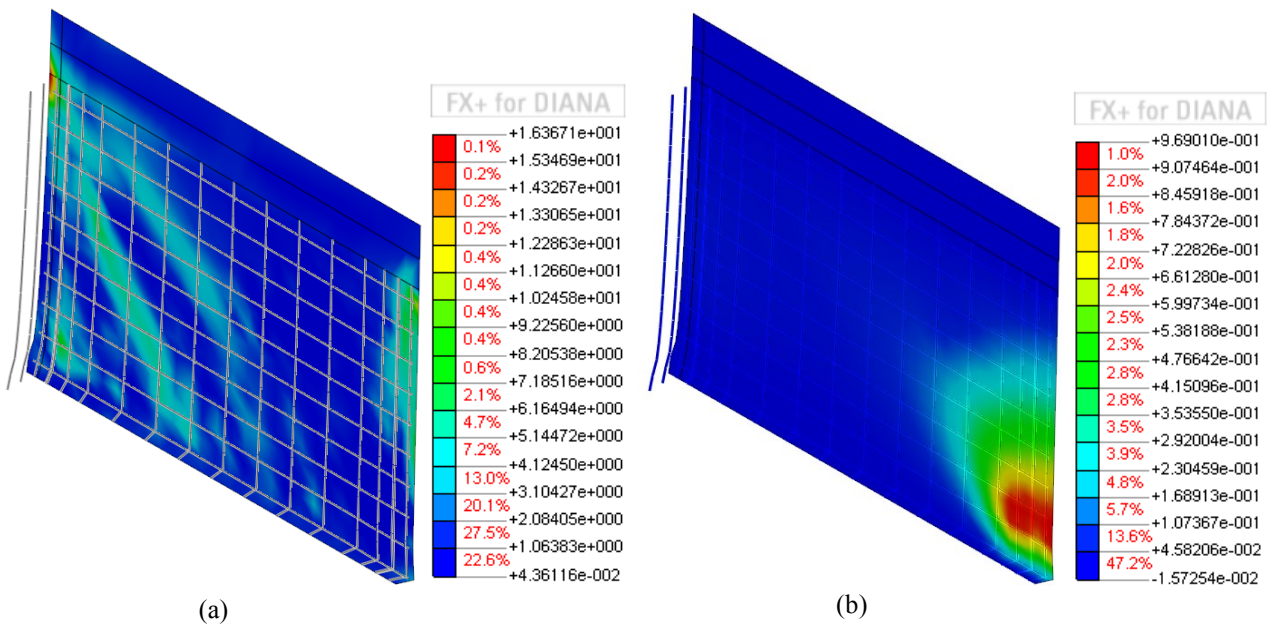 FX+ for DIANA
+1.63671e+001
0.1%
+1.53469e+001
0.2%
+1.43267e+001
0.2%
+1.33065e+001
0.2%
+1.22863e+001
0.4%
+1.12660e+001
0.4%
+1.02458e+001
0.4%
+9.22560e+000
0.4%
+8.20538e+000
0.6%
+7.18516e+000
2.1%
+6.16494e+000
4.7%
+5.14472e+000
7.2%
+4.12450e+000
13.0%
+3.10427e+000
20.1%
+2.08405e+000
27.5%
+1.06383e+000
22.6%
+4.36116e-002
(a)
FX+ for DIANA
+9.69010e-001
1.0%
+9.07464e-001
2.0%
+8.45918e-001
1.6%
+7.84372e-001
1.8%
+7.22826e-001
2.0%
+6.61280e-001
2.4%
+5.99734e-001
2.5%
+5.38188e-001
2.3%
+4.76642e-001
2.8%
+4.15096e-001
2.8%
+3.53550e-001
3.5%
+2.92004e-001
3.9%
+2.30459e-001
4.8%
+1.68913e-001
5.7%
+1.07367e-001
13.6%
+4.58206e-002
47.2%
-1.57254e-002
(b)